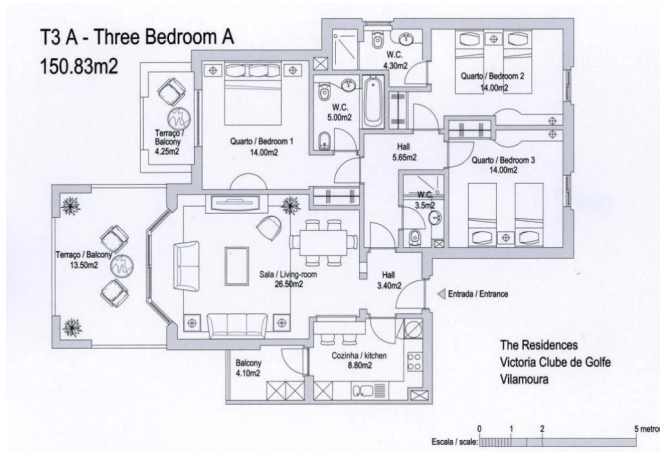 T3 A - Three Bedroom A
150.83m2
W.C.
4.30m2
Quarto / Bedroom 2
14.00m2
Terraço /
Balcony
4.25m2
W.C.
5.00m2
Quarto / Bedroom 1
14.00m2
Hall
5.65m2
Quarto / Bedroom 3
14.00m2
W.C.
3.5m2
Terraço / Balcony
13.50m2
Sala / Living-room
26.50m2
Hall
3.40m2
Entrada / Entrance
Balcony
4.10m2
Cozinha / kitchen
8.80m2
The Residences
Victoria Clube de Golfe
Vilamoura
Escala / scale:
0 1 2 5 metros